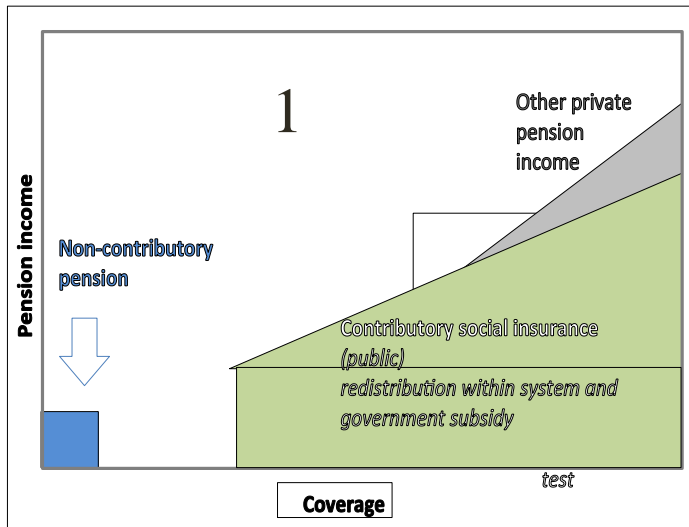 1
Other private
pension
income
Pension income
Non-contributory
pension
Contributory social insurance
(public)
redistribution within system and
government subsidy
test
Coverage